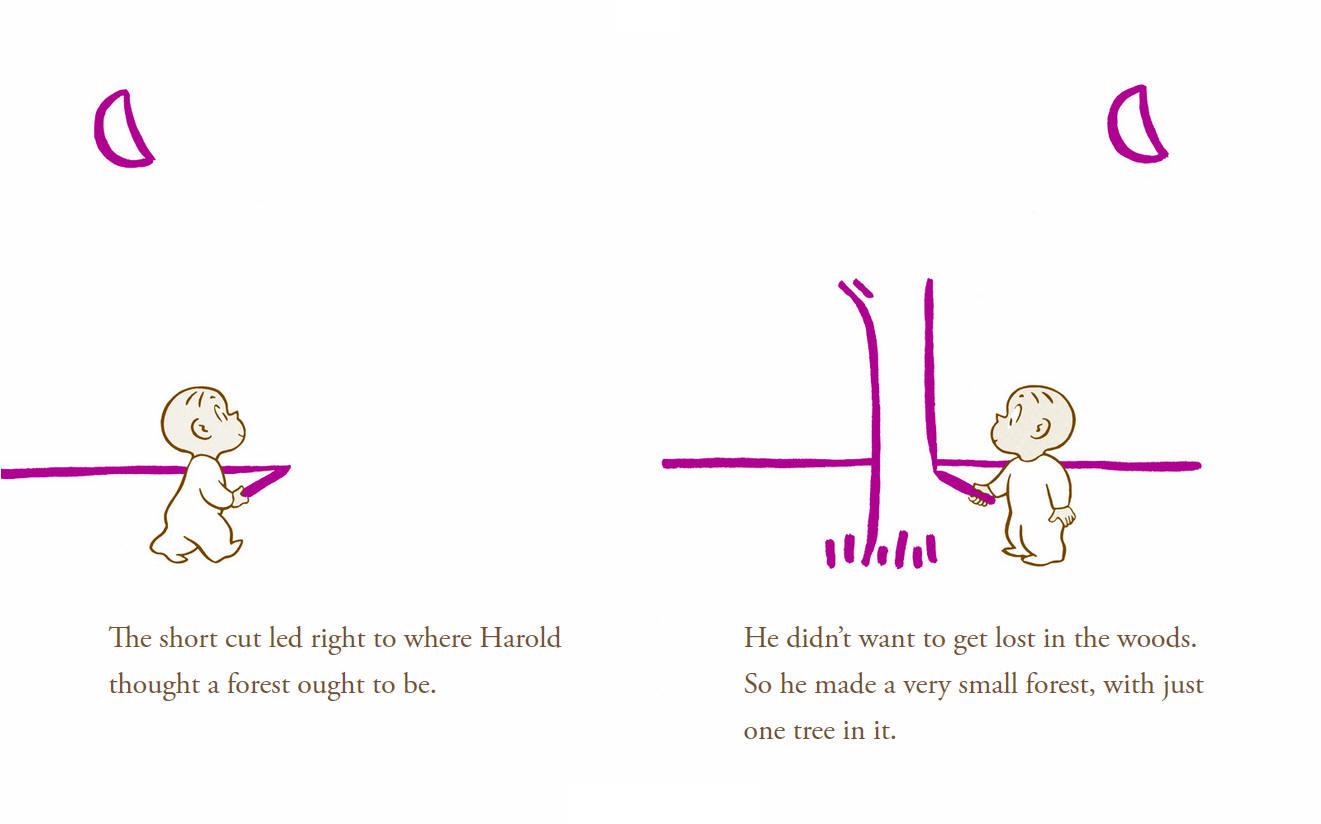 The short cut led right to where Harold
thought a forest ought to be.
He didn’t want to get lost in the woods.
So he made a very small forest, with just
one tree in it.